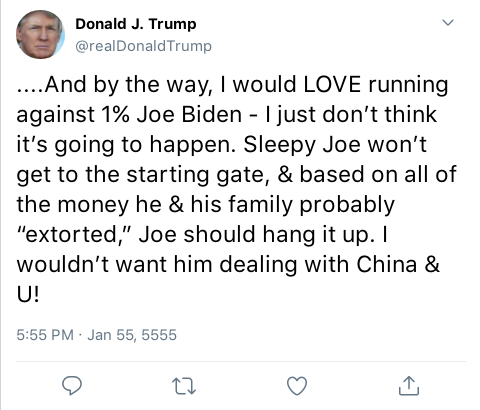 Donald J. Trump
@realDonaldTrump
....And by the way, I would LOVE running
against 1% Joe Biden - I just don’t think
it’s going to happen. Sleepy Joe won’t
get to the starting gate, & based on all of
the money he & his family probably
“extorted,” Joe should hang it up. I
wouldn’t want him dealing with China &
U!
5:55 PM · Jan 55, 5555